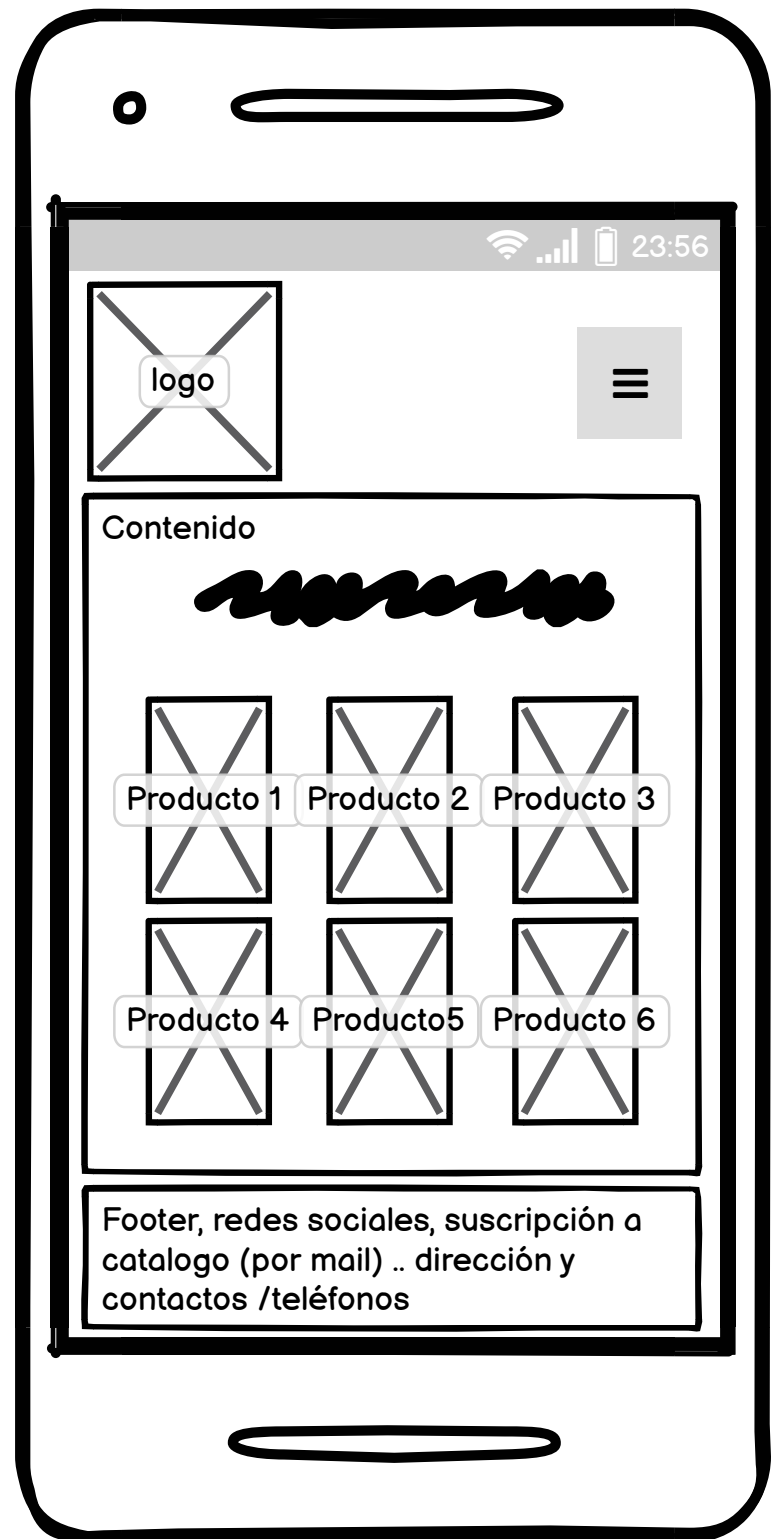 23:56
logo
Contenido
Producto 1 Producto 2 Producto 3
Producto 4 Producto5 Producto 6
Footer, redes sociales, suscripción a
catalogo (por mail) .. dirección y
contactos /teléfonos